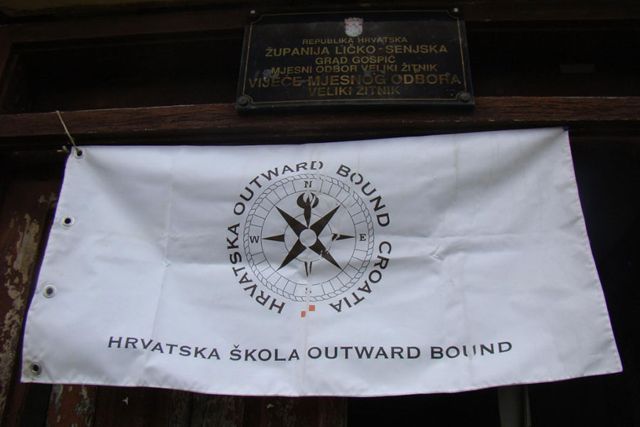 REPUBLIKA HRVATSKA
ŽUPANIJA LIČKO-SENJSKA
GRAD GOSPIĆ
MJESNI ODBOR VELIKI ŽITNIK
VIJEĆE MJESNOG ODBORA
VELIKI ŽITNIK
HRVATSKA OUTWARD BOUND CROATIA
N
W E
S
HRVATSKA ŠKOLA OUTWARD BOUND